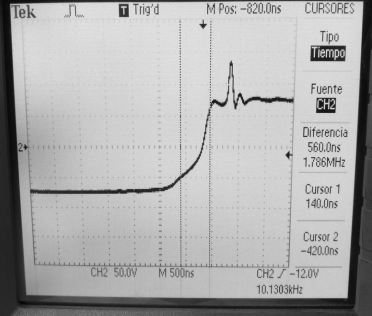 Tek T Trig'd M Pos: -820.0ns CURSORES
Tipo
Tiempo
Fuente
CH2
Diferencia
560.0ns
1.786MHz
2
Cursor 1
140.0ns
Cursor 2
-420.0ns
CH2 50.0V M 500ns CH2 -12.0V
10.1303kHz